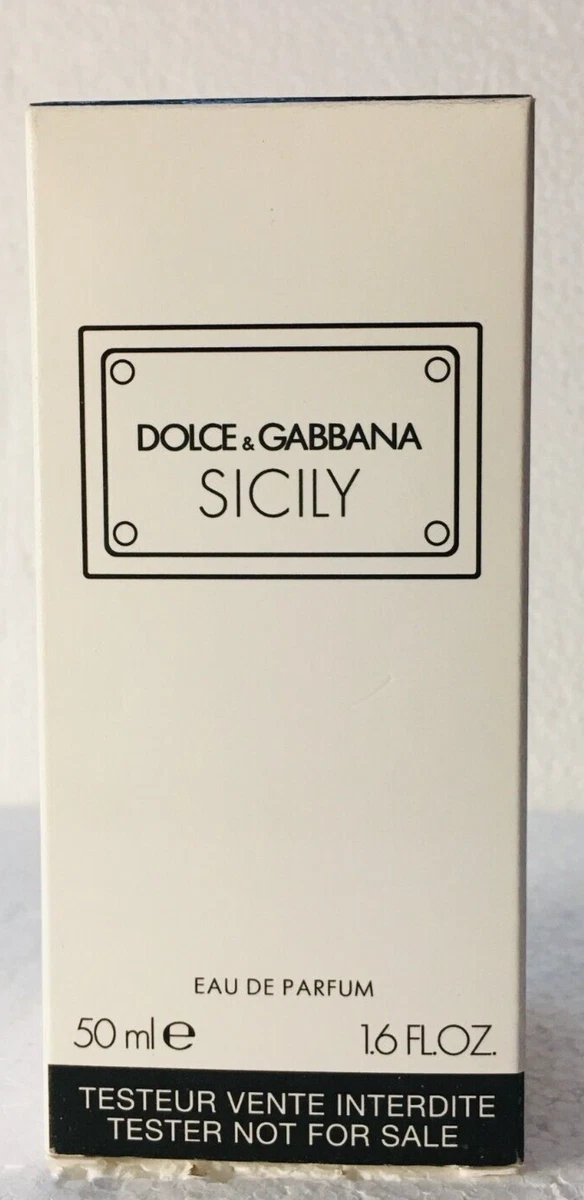 DOLCE & GABBANA
SICILY
EAU DE PARFUM
50 ml ℮ 1.6 FL.OZ.
TESTEUR VENTE INTERDITE
TESTER NOT FOR SALE